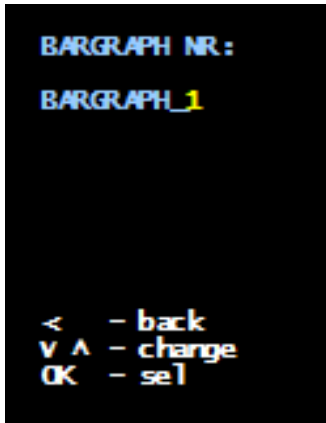 BARGRAPH NR:
BARGRAPH_1
< - back
v ^ - change
OK - sel